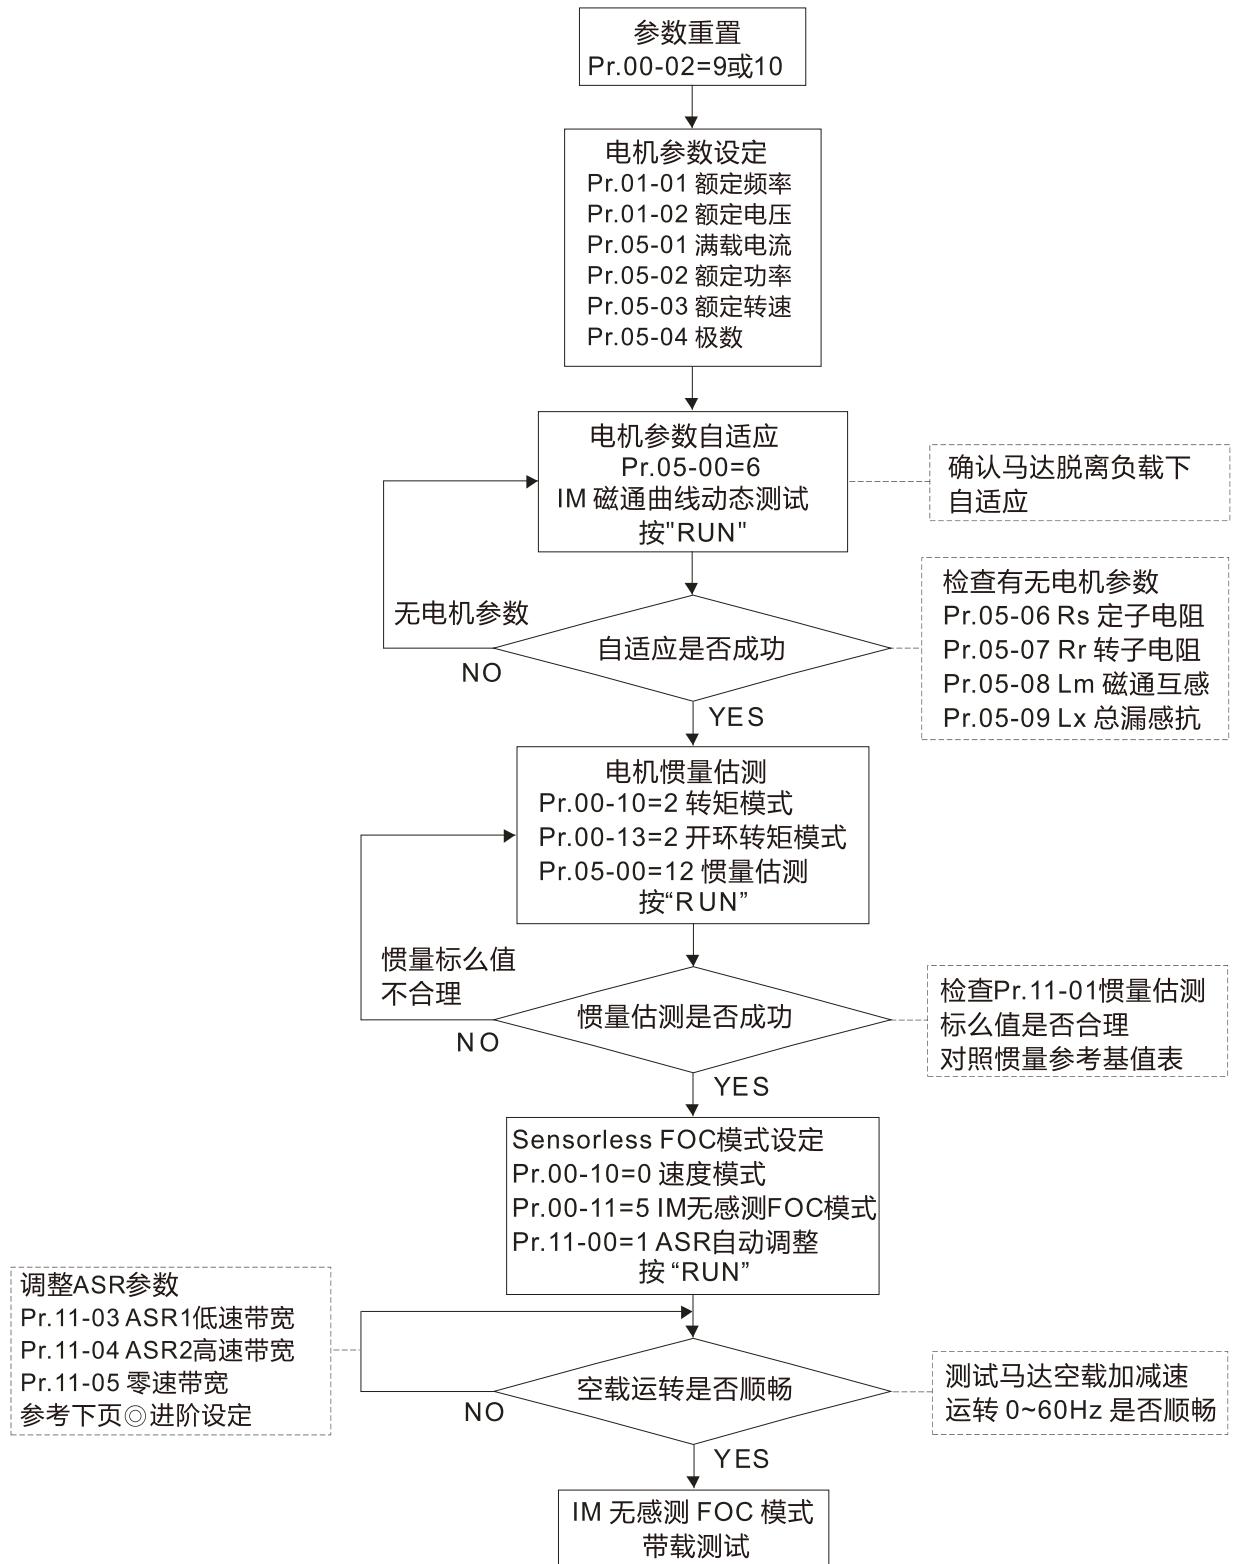 参数重置
Pr.00-02=9或10
电机参数设定
Pr.01-01 额定频率
Pr.01-02 额定电压
Pr.05-01 满载电流
Pr.05-02 额定功率
Pr.05-03 额定转速
Pr.05-04 极数
电机参数自适应
Pr.05-00=6
IM 磁通曲线动态测试
按"RUN"
确认马达脱离负载下
自适应
无电机参数
NO
自适应是否成功
YES
检查有无电机参数
Pr.05-06 Rs 定子电阻
Pr.05-07 Rr 转子电阻
Pr.05-08 Lm 磁通互感
Pr.05-09 Lx 总漏感抗
电机惯量估测
Pr.00-10=2 转矩模式
Pr.00-13=2 开环转矩模式
Pr.05-00=12 惯量估测
按“RUN”
惯量标么值
不合理
NO
惯量估测是否成功
YES
检查Pr.11-01惯量估测
标么值是否合理
对照惯量参考基值表
Sensorless FOC模式设定
Pr.00-10=0 速度模式
Pr.00-11=5 IM无感测FOC模式
Pr.11-00=1 ASR自动调整
按 “RUN”
调整ASR参数
Pr.11-03 ASR1低速带宽
Pr.11-04 ASR2高速带宽
Pr.11-05 零速带宽
参考下页◎进阶设定
NO
空载运转是否顺畅
YES
测试马达空载加减速
运转 0~60Hz 是否顺畅
IM 无感测 FOC 模式
带载测试